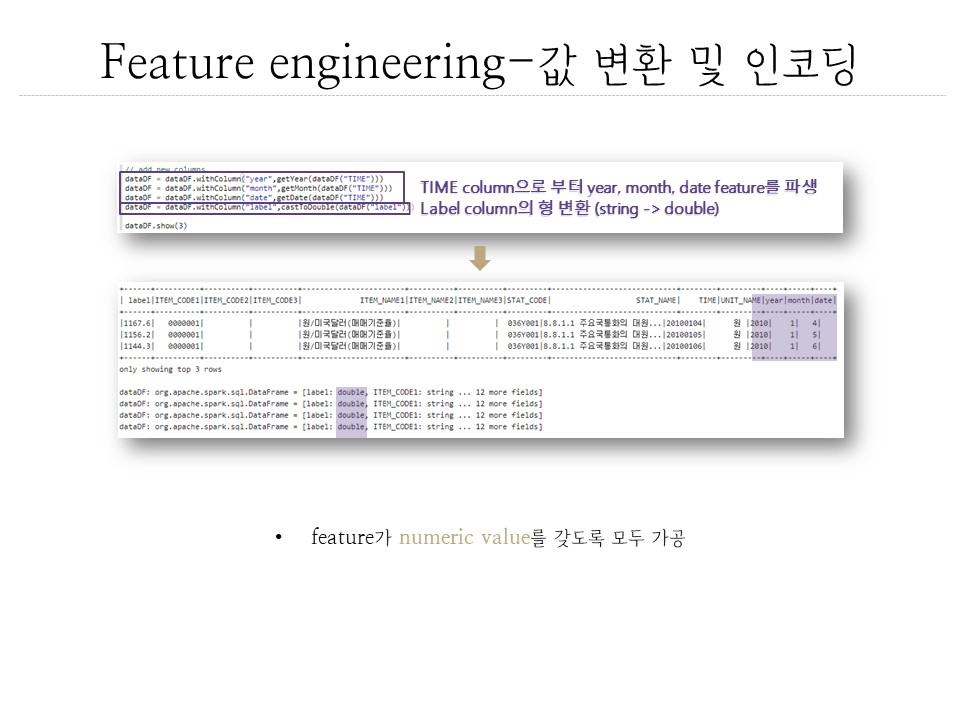 Feature engineering-값 변환 및 인코딩
// add new columns
dataDF = dataDF.withColumn("year",getYear(dataDF("TIME")))
dataDF = dataDF.withColumn("month",getMonth(dataDF("TIME")))
dataDF = dataDF.withColumn("date",getDate(dataDF("TIME")))
dataDF = dataDF.withColumn("label",castToDouble(dataDF("label")))
dataDF.show(3)
TIME column으로 부터 year, month, date feature를 파생
Label column의 형 변환 (string -> double)
+------+----------+----------+----------+------------------+----------+----------+---------+--------------------+--------+---------+----+-----+----+
| label|ITEM_CODE1|ITEM_CODE2|ITEM_CODE3| ITEM_NAME1|ITEM_NAME2|ITEM_NAME3|STAT_CODE| STAT_NAME| TIME|UNIT_NAME|year|month|date|
+------+----------+----------+----------+------------------+----------+----------+---------+--------------------+--------+---------+----+-----+----+
|1167.6| 0000001| | |원/미국달러(매매기준율)| | | 036Y001|8.8.1.1 주요국통화의 대원...|20100104| 원 |2010| 1| 4|
|1156.2| 0000001| | |원/미국달러(매매기준율)| | | 036Y001|8.8.1.1 주요국통화의 대원...|20100105| 원 |2010| 1| 5|
|1144.3| 0000001| | |원/미국달러(매매기준율)| | | 036Y001|8.8.1.1 주요국통화의 대원...|20100106| 원 |2010| 1| 6|
+------+----------+----------+----------+------------------+----------+----------+---------+--------------------+--------+---------+----+-----+----+
only showing top 3 rows
dataDF: org.apache.spark.sql.DataFrame = [label: double, ITEM_CODE1: string ... 12 more fields]
dataDF: org.apache.spark.sql.DataFrame = [label: double, ITEM_CODE1: string ... 12 more fields]
dataDF: org.apache.spark.sql.DataFrame = [label: double, ITEM_CODE1: string ... 12 more fields]
dataDF: org.apache.spark.sql.DataFrame = [label: double, ITEM_CODE1: string ... 12 more fields]
• feature가 numeric value를 갖도록 모두 가공